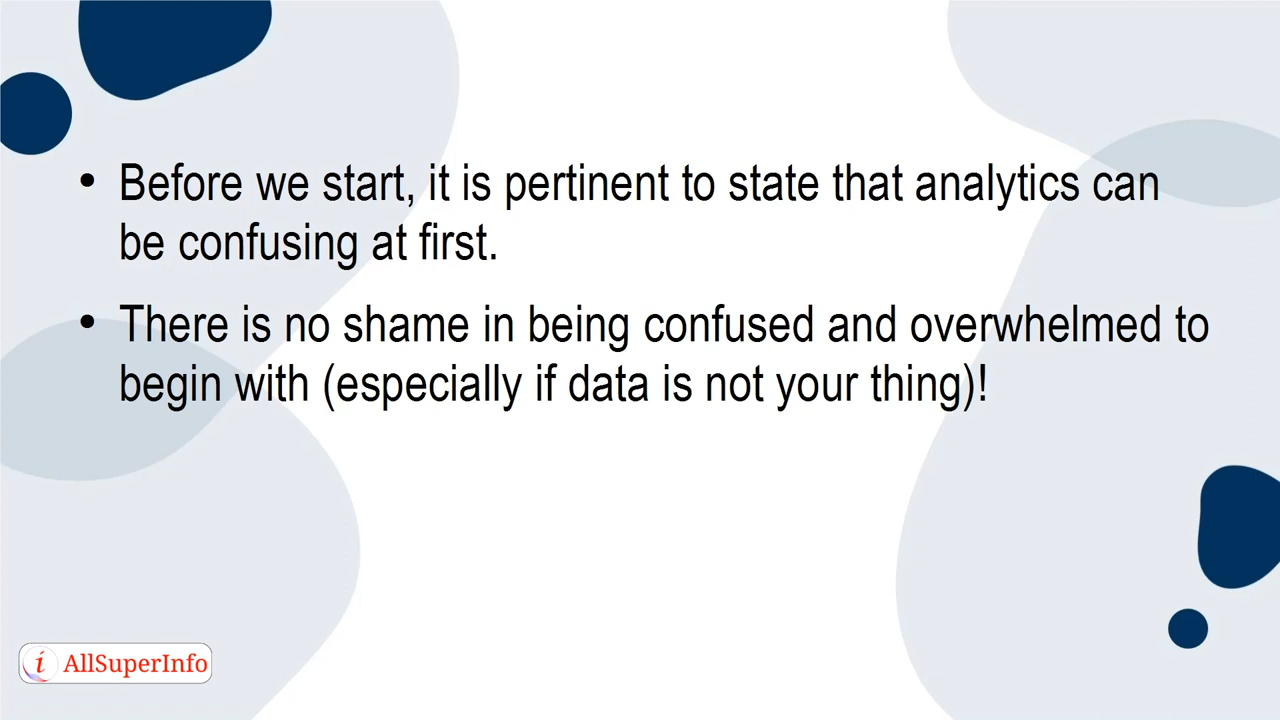 • Before we start, it is pertinent to state that analytics can
be confusing at first.
• There is no shame in being confused and overwhelmed to
begin with (especially if data is not your thing)!
i AllSuperInfo